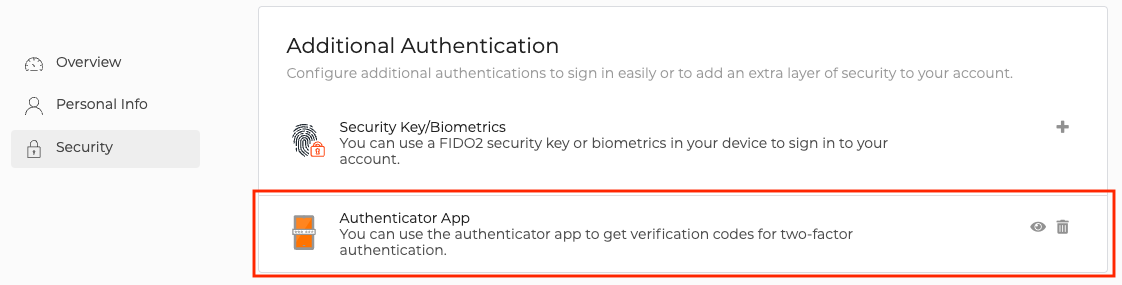 Overview
Personal Info
Security
Additional Authentication
Configure additional authentications to sign in easily or to add an extra layer of security to your account.
Security Key/Biometrics
You can use a FIDO2 security key or biometrics in your device to sign in to your
account.
Authenticator App
You can use the authenticator app to get verification codes for two-factor
authentication.